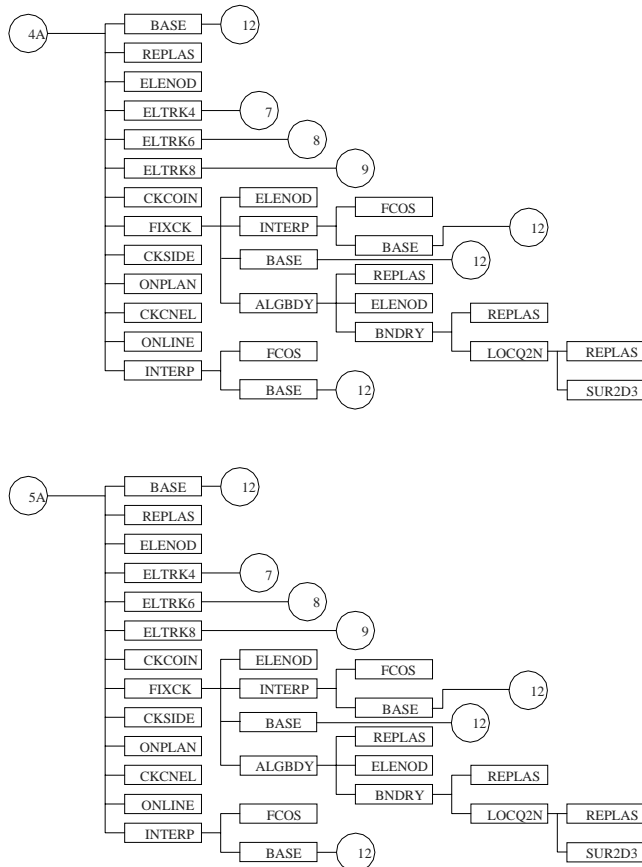 BASE 12
4A
REPLAS
ELENOD
ELTRK4 7
ELTRK6 8
ELTRK8 9
CKCOIN ELENOD FCOS
FIXCK INTERP 12
BASE
CKSIDE BASE 12
REPLAS
ONPLAN
ALGBDY ELENOD
CKCNEL REPLAS
BNDRY
ONLINE
FCOS LOCQ2N REPLAS
INTERP
BASE 12 SUR2D3
BASE 12
5A
REPLAS
ELENOD
ELTRK4 7
ELTRK6 8
ELTRK8 9
CKCOIN ELENOD FCOS
FIXCK INTERP 12
BASE
CKSIDE BASE 12
REPLAS
ONPLAN
ALGBDY ELENOD
CKCNEL REPLAS
BNDRY
ONLINE
FCOS LOCQ2N REPLAS
INTERP
BASE 12 SUR2D3